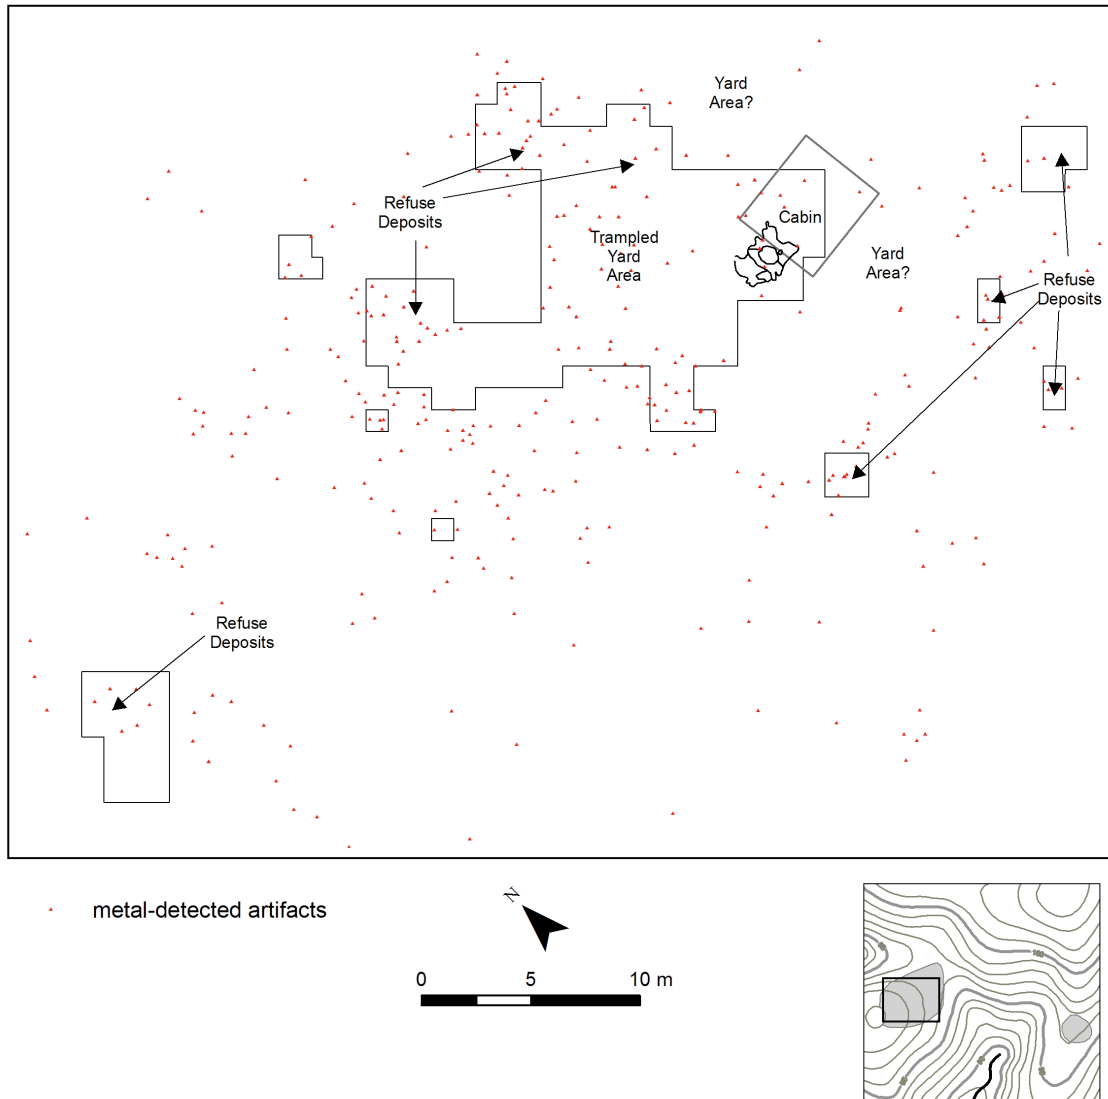 Yard
Area?
Refuse
Deposits
Cabin
Trampled
Yard
Area
Yard
Area?
Refuse
Deposits
Refuse
Deposits
metal-detected artifacts
N
0 5 10 m